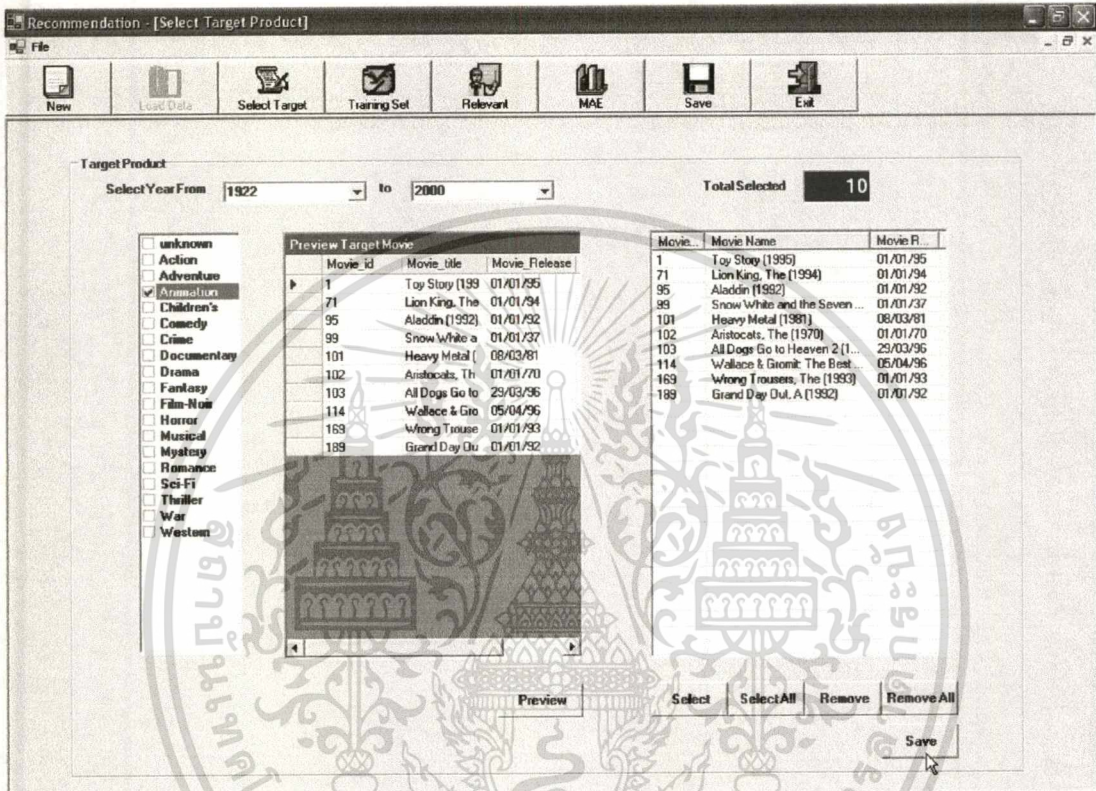 Recommendation - [Select Target Product]
File
New
Load Data
Select Target
Training Set
Relevant
MAE
Save
Exit
Target Product
Select Year From 1922 to 2000
Total Selected 10
unknown
Action
Adventure
Animation
Children's
Comedy
Crime
Documentary
Drama
Fantasy
Film-Noir
Horror
Musical
Mystery
Romance
Sci-Fi
Thriller
War
Western
Preview Target Movie
Movie_id Movie_title Movie_Release
1 Toy Story (199 01/01/95
71 Lion King, The 01/01/94
95 Aladdin (1992) 01/01/92
99 Snow White a 01/01/37
101 Heavy Metal ( 08/03/81
102 Aristocats, Th 01/01/70
103 All Dogs Go to 29/03/96
114 Wallace & Gro 05/04/96
169 Wrong Trouse 01/01/93
189 Grand Day Ou 01/01/92
Preview
Movie... Movie Name Movie R...
1 Toy Story (1995) 01/01/95
71 Lion King, The (1994) 01/01/94
95 Aladdin (1992) 01/01/92
99 Snow White and the Seven ... 01/01/37
101 Heavy Metal (1981) 08/03/81
102 Aristocats, The (1970) 01/01/70
103 All Dogs Go to Heaven 2 (1... 29/03/96
114 Wallace & Gromit: The Best ... 05/04/96
169 Wrong Trousers, The (1993) 01/01/93
189 Grand Day Out, A (1992) 01/01/92
Select
Select All
Remove
Remove All
Save